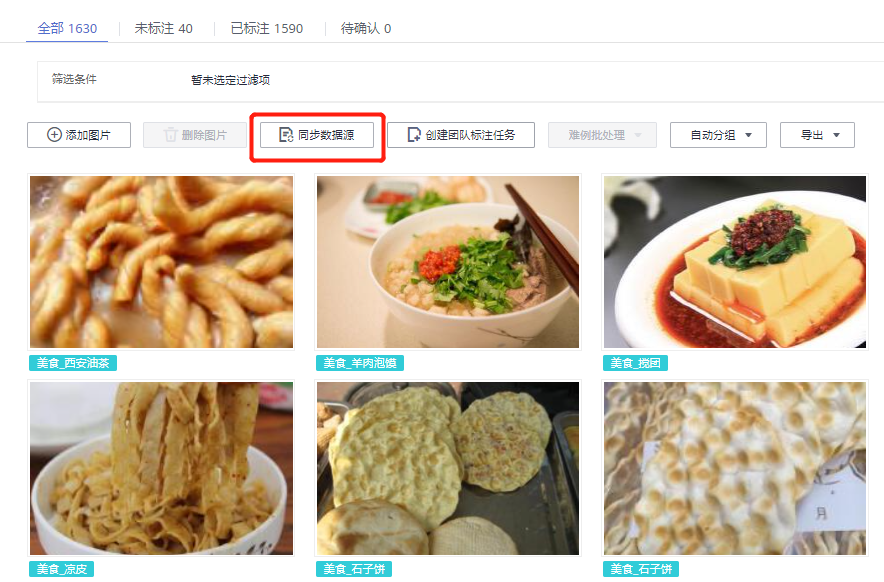 全部 1630 未标注 40 已标注 1590 待确认 0
筛选条件 暂未选定过滤项
添加图片 删除图片 同步数据源 创建团队标注任务 难例批处理 自动分组 导出
美食_西安油茶 美食_羊肉泡馍 美食_搅团
月
美食_凉皮 美食_石子饼 美食_石子饼